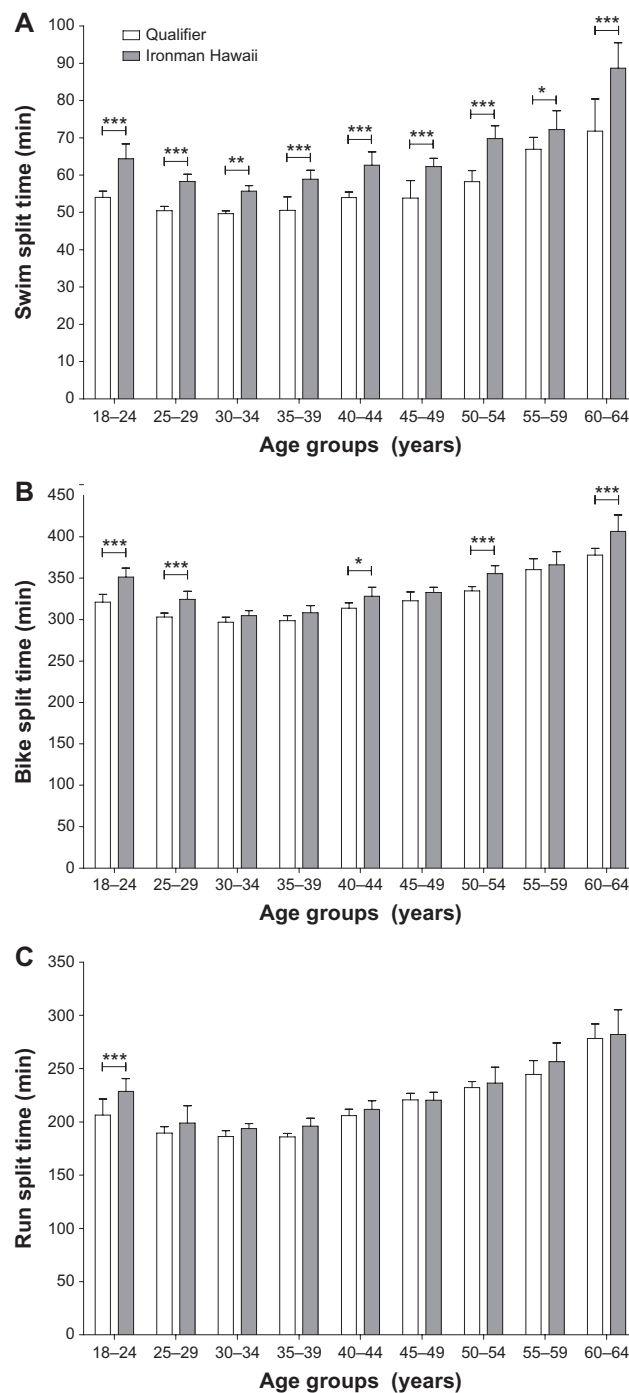 A
Qualifier
Ironman Hawaii
Swim split time (min)
100
90
80
70
60
50
40
30
20
10
0
*** *** ** *** *** *** *** * ***
18–24 25–29 30–34 35–39 40–44 45–49 50–54 55–59 60–64
Age groups (years)
B
Bike split time (min)
450
400
350
300
250
200
150
100
50
0
*** *** * *** ***
18–24 25–29 30–34 35–39 40–44 45–49 50–54 55–59 60–64
Age groups (years)
C
Run split time (min)
350
300
250
200
150
100
50
0
***
18–24 25–29 30–34 35–39 40–44 45–49 50–54 55–59 60–64
Age groups (years)